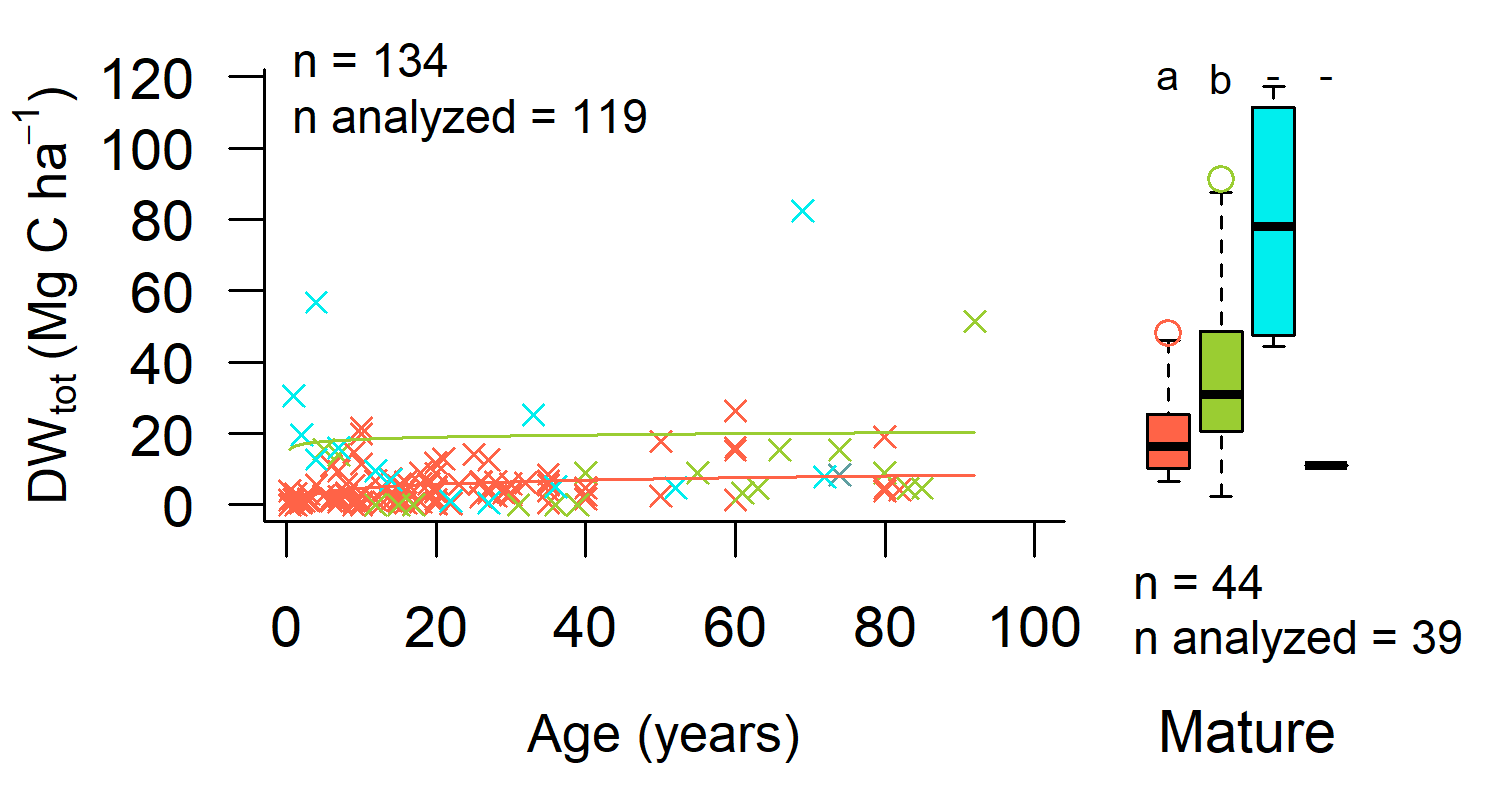 n = 134
n analyzed = 119
DWtot (Mg C ha−1)
120
100
80
60
40
20
0
0 20 40 60 80 100
Age (years)
a b - -
n = 44
n analyzed = 39
Mature